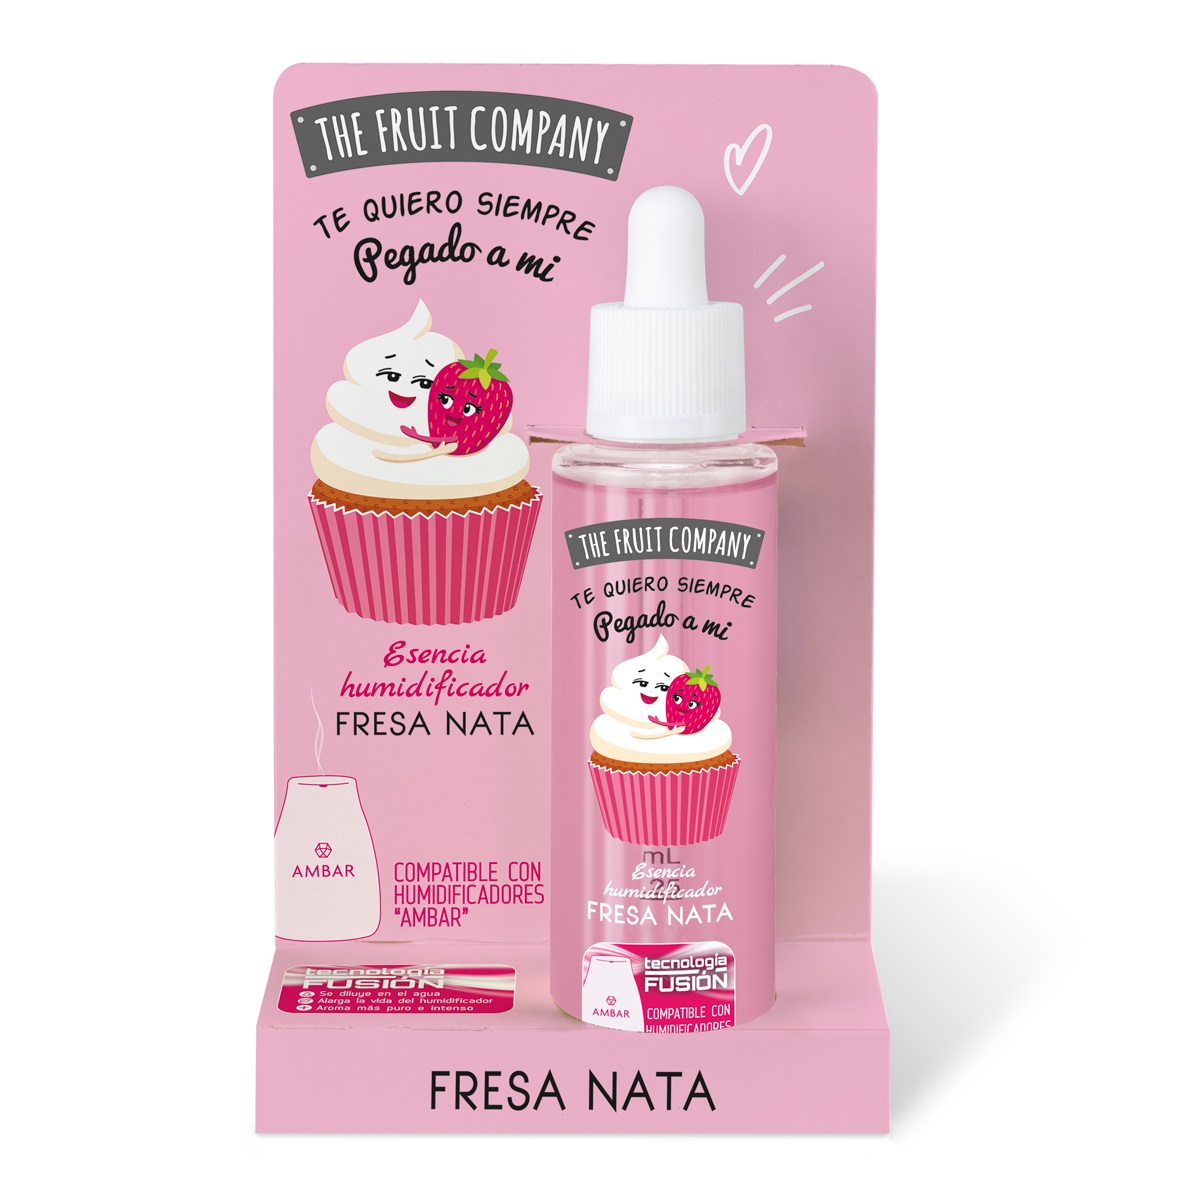 THE FRUIT COMPANY
TE QUIERO SIEMPRE
Pegado a mi
Esencia
humidificador
FRESA NATA
AMBAR
COMPATIBLE CON
HUMIDIFICADORES
“AMBAR”
tecnología
FUSIÓN
Se diluye en el agua
Alarga la vida del humidificador
Aroma más puro e intenso
THE FRUIT COMPANY
TE QUIERO SIEMPRE
Pegado a mi
mL
Esencia
25
humidificador
FRESA NATA
tecnología
FUSIÓN
AMBAR
COMPATIBLE CON
HUMIDIFICADORES
FRESA NATA